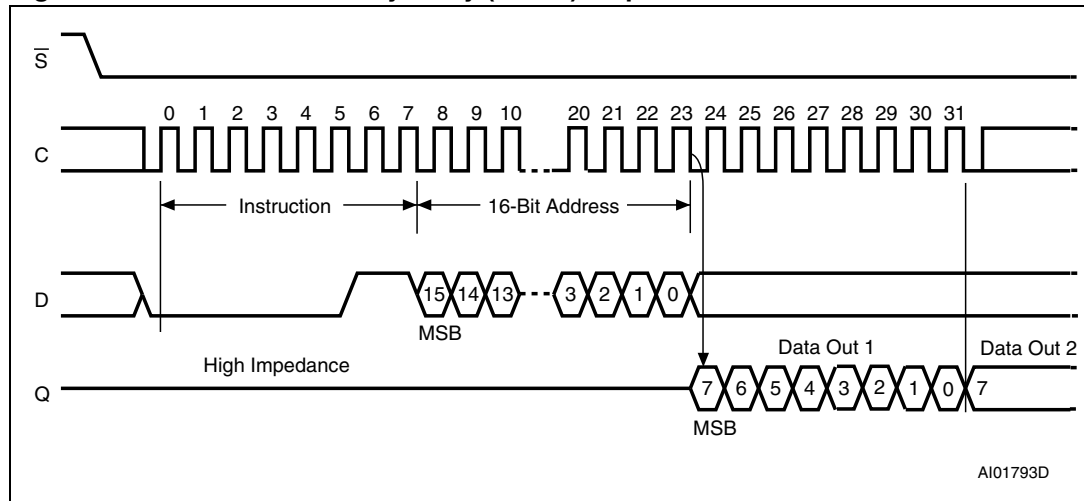 S
0 1 2 3 4 5 6 7 8 9 10 20 21 22 23 24 25 26 27 28 29 30 31
C
Instruction 16-Bit Address
D
15 14 13 3 2 1 0
MSB
High Impedance
Data Out 1 Data Out 2
Q
7 6 5 4 3 2 1 0 7
MSB
AI01793D